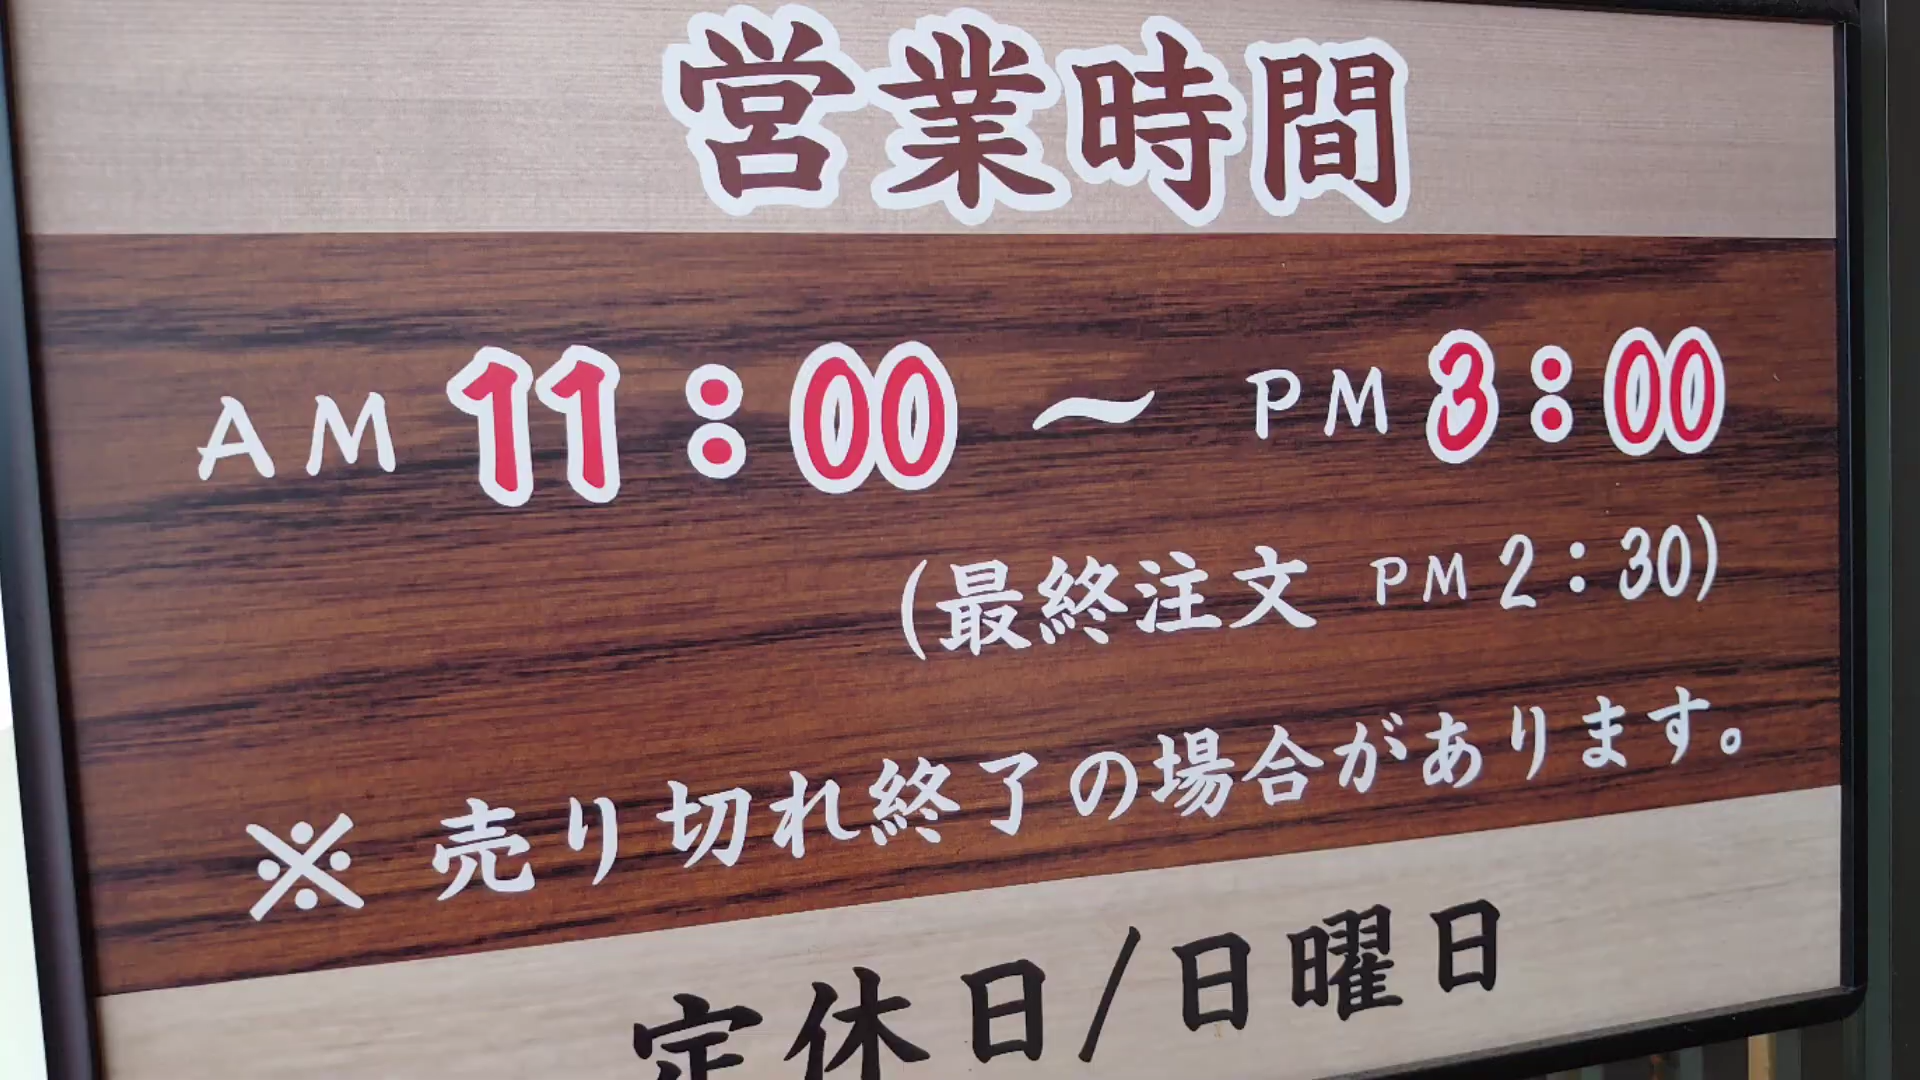 営業時間
AM 11：00 ～ PM 3：00
(最終注文 PM 2：30)
※ 売り切れ終了の場合があります。
定休日/日曜日